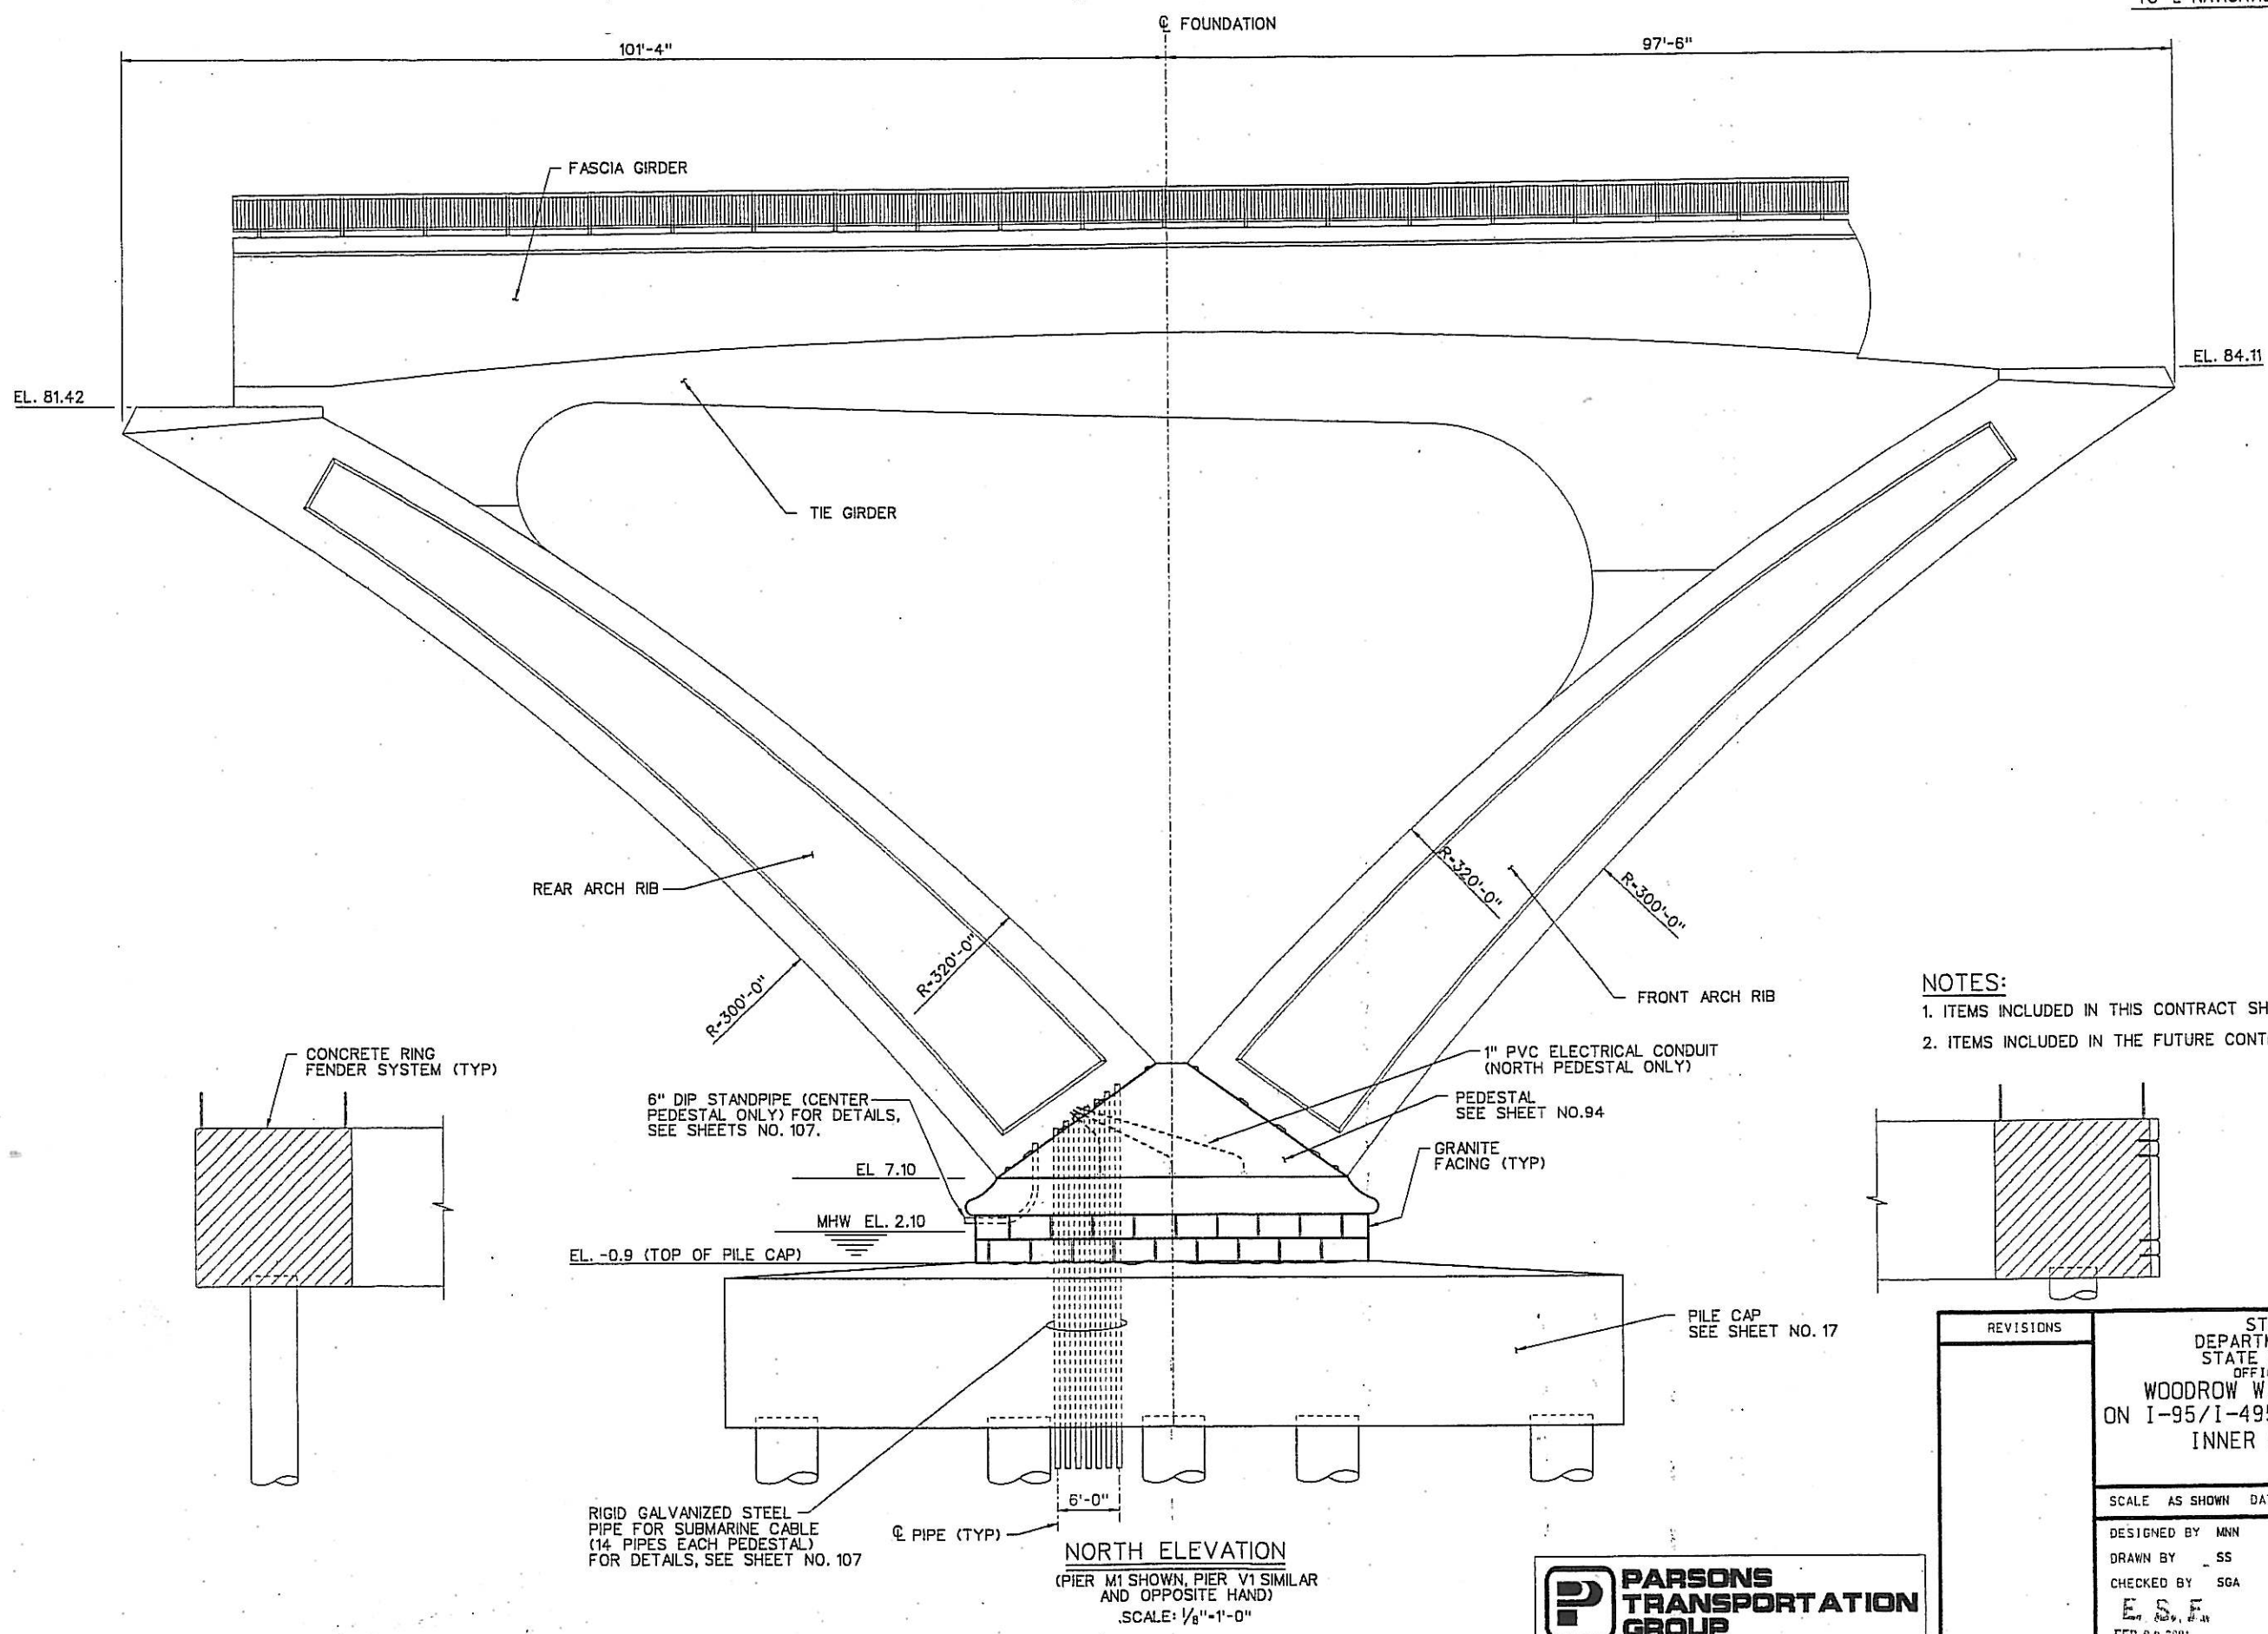 ℄ FOUNDATION
101'-4"
97'-6"
FASCIA GIRDER
EL. 84.11
EL. 81.42
TIE GIRDER
REAR ARCH RIB
R=320'-0"
R=300'-0"
R=320'-0"
R=300'-0"
FRONT ARCH RIB
NOTES:
1. ITEMS INCLUDED IN THIS CONTRACT SH
2. ITEMS INCLUDED IN THE FUTURE CONT
CONCRETE RING
FENDER SYSTEM (TYP)
6" DIP STANDPIPE (CENTER
PEDESTAL ONLY) FOR DETAILS,
SEE SHEETS NO. 107.
1" PVC ELECTRICAL CONDUIT
(NORTH PEDESTAL ONLY)
PEDESTAL
SEE SHEET NO.94
GRANITE
FACING (TYP)
EL 7.10
MHW EL. 2.10
EL. -0.9 (TOP OF PILE CAP)
PILE CAP
SEE SHEET NO. 17
RIGID GALVANIZED STEEL
PIPE FOR SUBMARINE CABLE
(14 PIPES EACH PEDESTAL)
FOR DETAILS, SEE SHEET NO. 107
6'-0"
℄ PIPE (TYP)
NORTH ELEVATION
(PIER M1 SHOWN, PIER V1 SIMILAR
AND OPPOSITE HAND)
SCALE: 1/8"=1'-0"
PARSONS
TRANSPORTATION
GROUP
REVISIONS
ST
DEPARTM
STATE
OFFI
WOODROW W
ON I-95/I-495
INNER
SCALE AS SHOWN DA
DESIGNED BY MNN
DRAWN BY SS
CHECKED BY SGA
E. S. F.